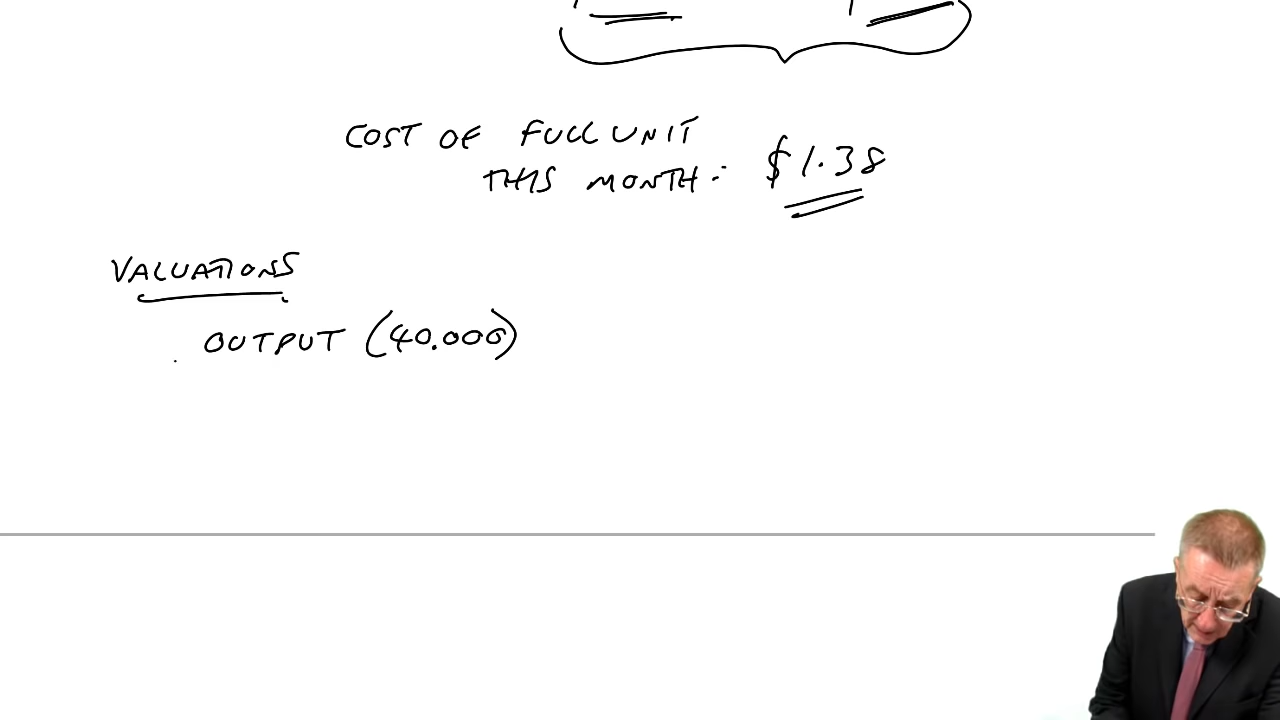 COST OF FULL UNIT
THIS MONTH: $1.38
VALUATIONS
OUTPUT (40.000)